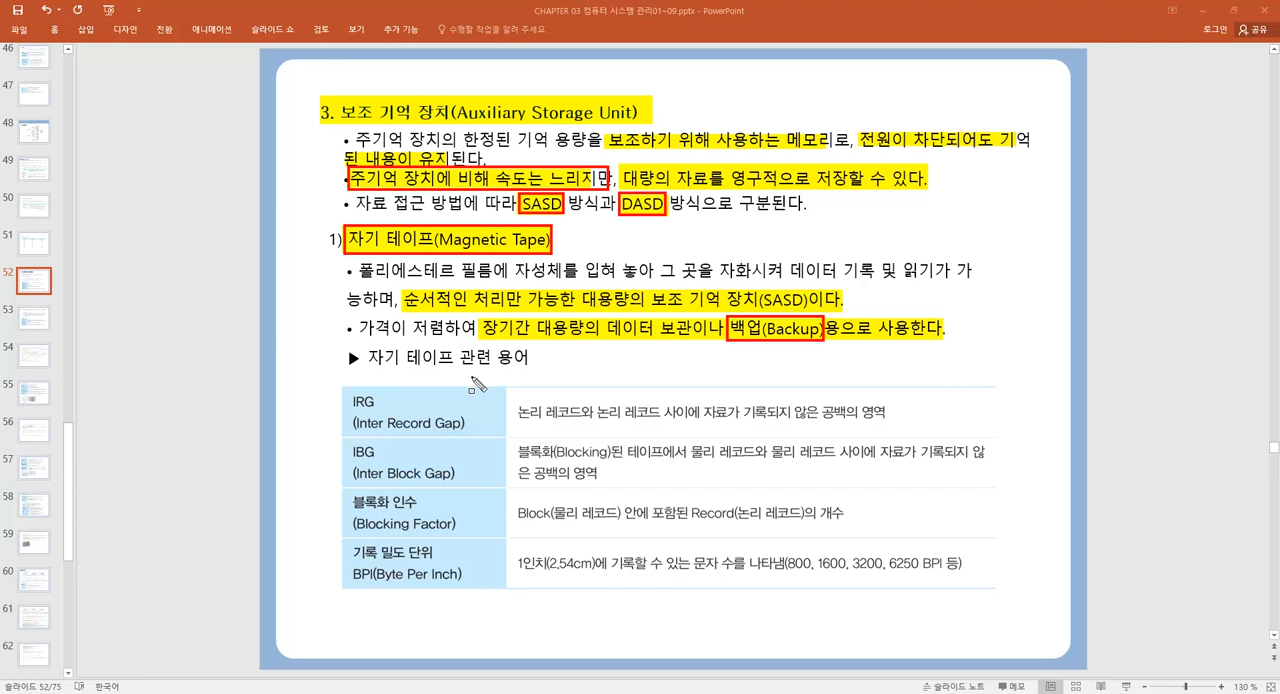 CHAPTER 03 컴퓨터 시스템 관리01~09.pptx - PowerPoint
파일 홈 삽입 디자인 전환 애니메이션 슬라이드 쇼 검토 보기 추가 기능 수행할 작업을 알려 주세요. 로그인 공유
46
47
48
49
50
51
52
53
54
55
56
57
58
59
60
61
62
3. 보조 기억 장치(Auxiliary Storage Unit)
• 주기억 장치의 한정된 기억 용량을 보조하기 위해 사용하는 메모리로, 전원이 차단되어도 기억
된 내용이 유지된다.
• 주기억 장치에 비해 속도는 느리지만, 대량의 자료를 영구적으로 저장할 수 있다.
• 자료 접근 방법에 따라 SASD 방식과 DASD 방식으로 구분된다.
1) 자기 테이프(Magnetic Tape)
• 폴리에스테르 필름에 자성체를 입혀 놓아 그 곳을 자화시켜 데이터 기록 및 읽기가 가
능하며, 순서적인 처리만 가능한 대용량의 보조 기억 장치(SASD)이다.
• 가격이 저렴하여 장기간 대용량의 데이터 보관이나 백업(Backup)용으로 사용한다.
▶ 자기 테이프 관련 용어
IRG
(Inter Record Gap)
논리 레코드와 논리 레코드 사이에 자료가 기록되지 않은 공백의 영역
IBG
(Inter Block Gap)
블록화(Blocking)된 테이프에서 물리 레코드와 물리 레코드 사이에 자료가 기록되지 않
은 공백의 영역
블록화 인수
(Blocking Factor)
Block(물리 레코드) 안에 포함된 Record(논리 레코드)의 개수
기록 밀도 단위
BPI(Byte Per Inch)
1인치(2.54cm)에 기록할 수 있는 문자 수를 나타냄(800, 1600, 3200, 6250 BPI 등)
슬라이드 52/75 한국어 슬라이드 노트 메모 130 %